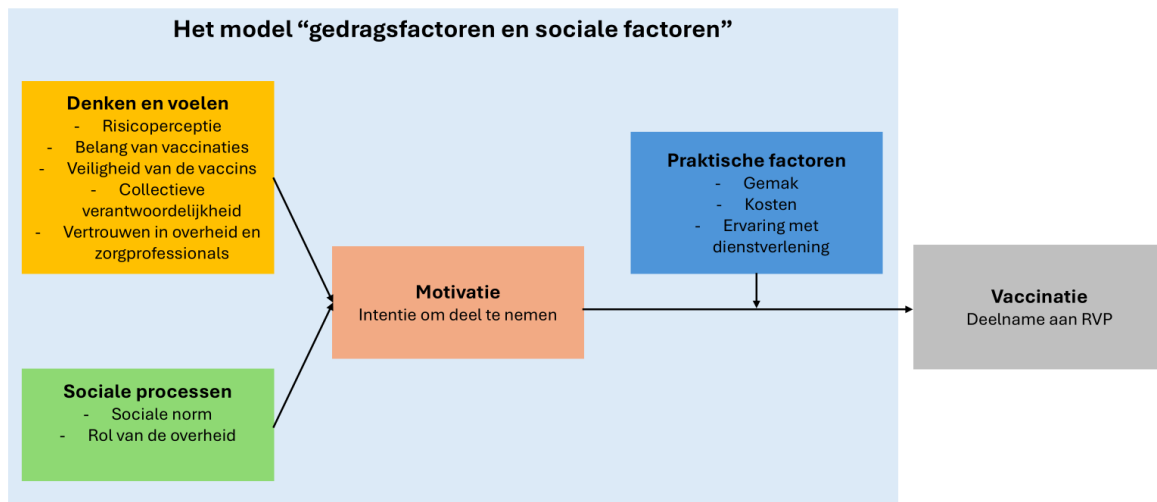 Het model “gedragsfactoren en sociale factoren”
Denken en voelen
- Risicoperceptie
- Belang van vaccinaties
- Veiligheid van de vaccins
- Collectieve
verantwoordelijkheid
- Vertrouwen in overheid en
zorgprofessionals
Sociale processen
- Sociale norm
- Rol van de overheid
Motivatie
Intentie om deel te nemen
Praktische factoren
- Gemak
- Kosten
- Ervaring met
dienstverlening
Vaccinatie
Deelname aan RVP